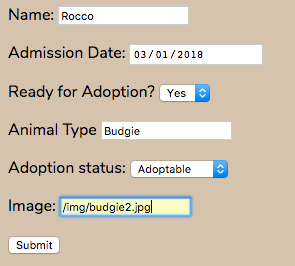 Name: Rocco
Admission Date: 03/01/2018
Ready for Adoption? Yes
Animal Type Budgie
Adoption status: Adoptable
Image: /img/budgie2.jpg
Submit